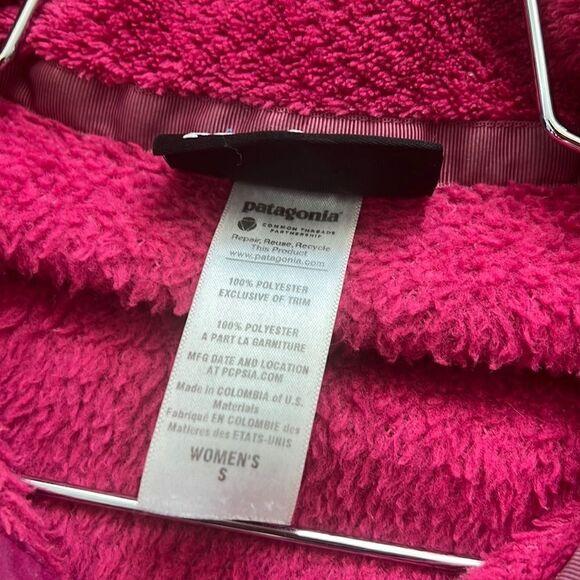 patagonia
COMMON THREADS
PARTNERSHIP
Repair, Reuse, Recycle
This Product
www.patagonia.com
100% POLYESTER
EXCLUSIVE OF TRIM
100% POLYESTER
A PART LA GARNITURE
MFG DATE AND LOCATION
AT PCPSIA.COM
Made in COLOMBIA of U.S.
Materials
Fabriqué EN COLOMBIE des
Matières des ETATS-UNIS
WOMEN'S
S